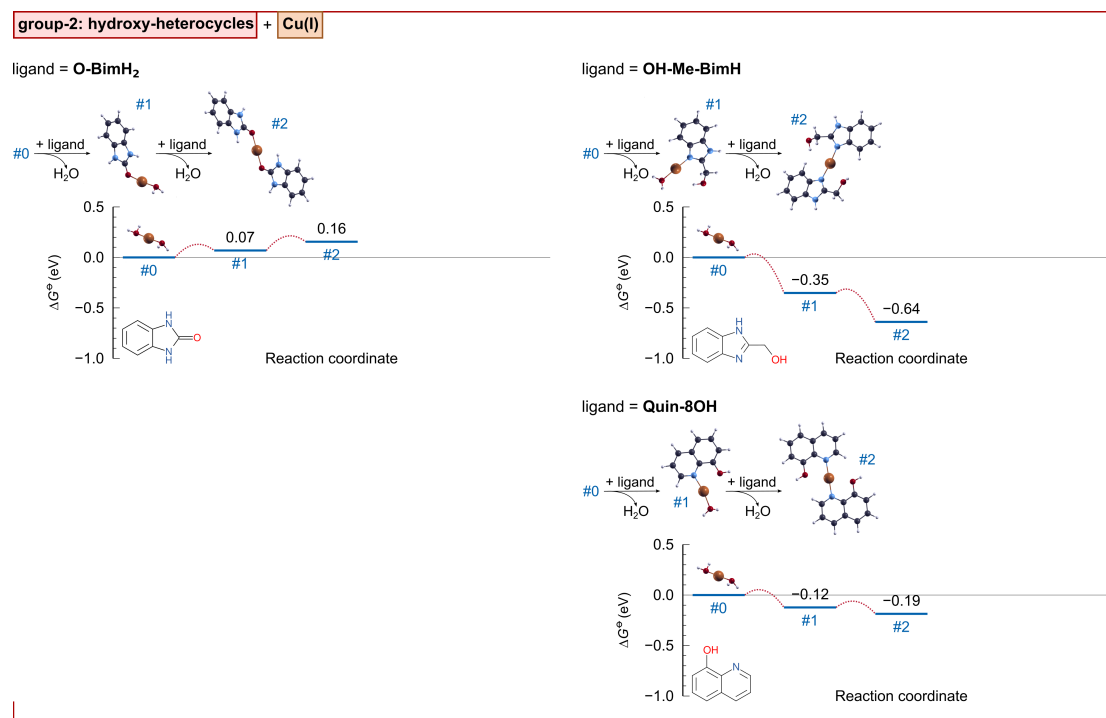 group-2: hydroxy-heterocycles + Cu(I)
ligand = O-BimH₂
#0
+ ligand
H₂O
#1
+ ligand
H₂O
#2
0.5
0.0
−0.5
−1.0
ΔG⊖ (eV)
#0
0.07
#1
0.16
#2
H
N
O
N
H
Reaction coordinate
ligand = OH-Me-BimH
#0
+ ligand
H₂O
#1
+ ligand
H₂O
#2
0.5
0.0
−0.5
−1.0
ΔG⊖ (eV)
#0
−0.35
#1
−0.64
#2
H
N
N
OH
Reaction coordinate
ligand = Quin-8OH
#0
+ ligand
H₂O
#1
+ ligand
H₂O
#2
0.5
0.0
−0.5
−1.0
ΔG⊖ (eV)
#0
−0.12
#1
−0.19
#2
OH
N
Reaction coordinate